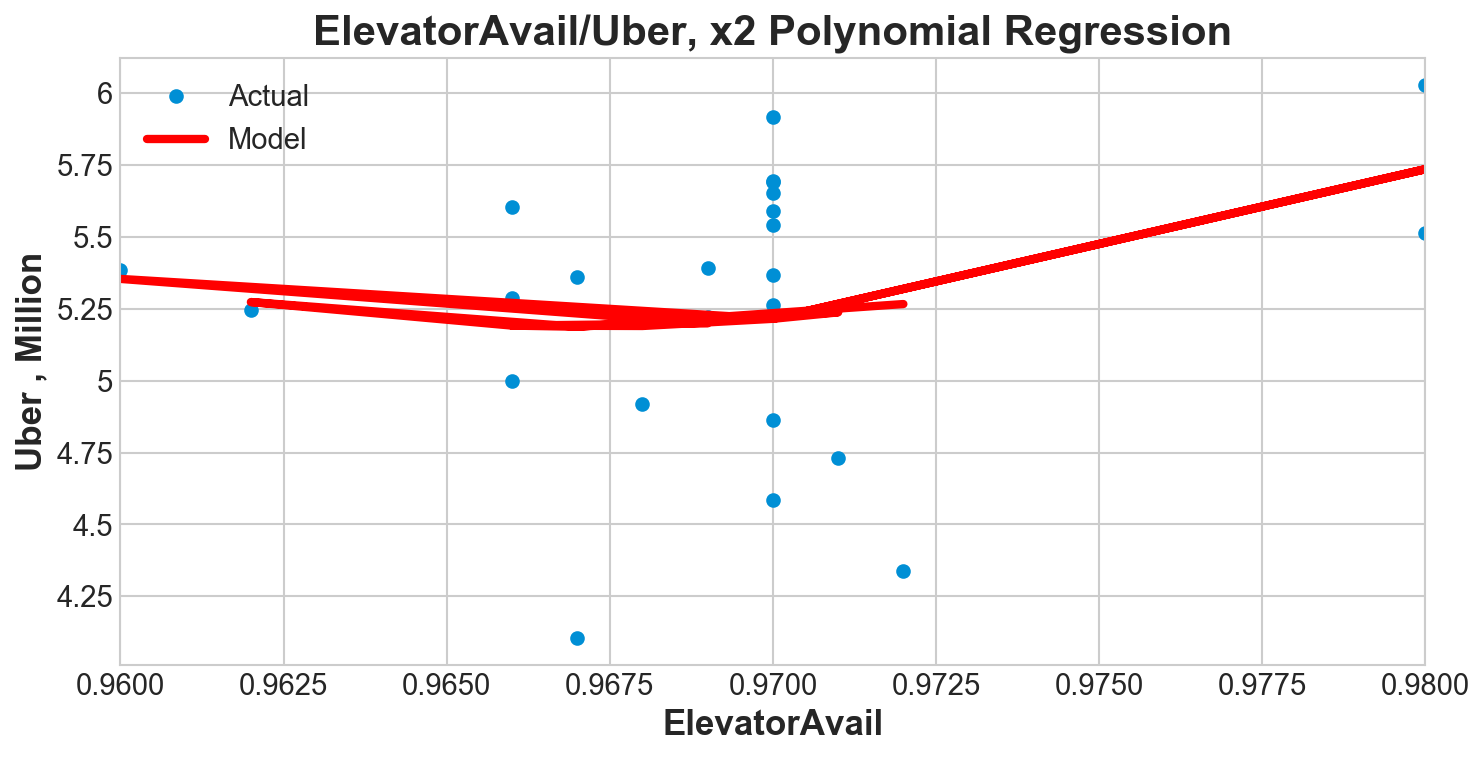 ElevatorAvail/Uber, x2 Polynomial Regression
Actual
Model
6
5.75
5.5
5.25
5
4.75
4.5
4.25
Uber , Million
0.9600 0.9625 0.9650 0.9675 0.9700 0.9725 0.9750 0.9775 0.9800
ElevatorAvail